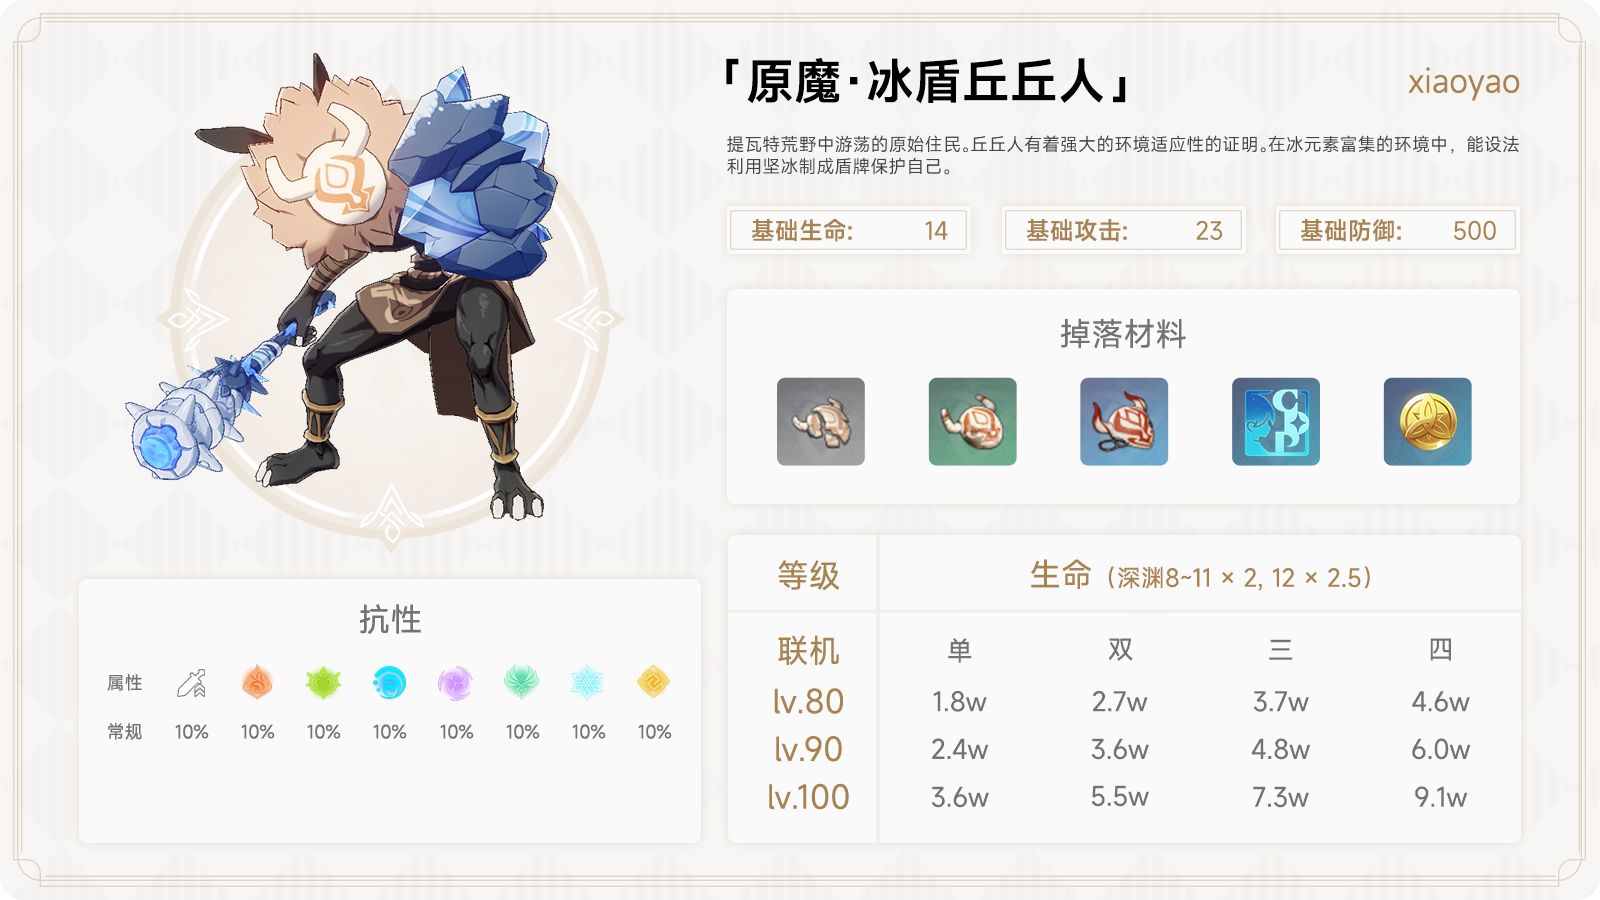 「原魔·冰盾丘丘人」
xiaoyao
提瓦特荒野中游荡的原始住民。丘丘人有着强大的环境适应性的证明。在冰元素富集的环境中，能设法
利用坚冰制成盾牌保护自己。
基础生命: 14
基础攻击: 23
基础防御: 500
掉落材料
抗性
属性
常规 10% 10% 10% 10% 10% 10% 10% 10%
等级 生命（深渊8~11 × 2, 12 × 2.5）
联机 单 双 三 四
lv.80 1.8w 2.7w 3.7w 4.6w
lv.90 2.4w 3.6w 4.8w 6.0w
lv.100 3.6w 5.5w 7.3w 9.1w